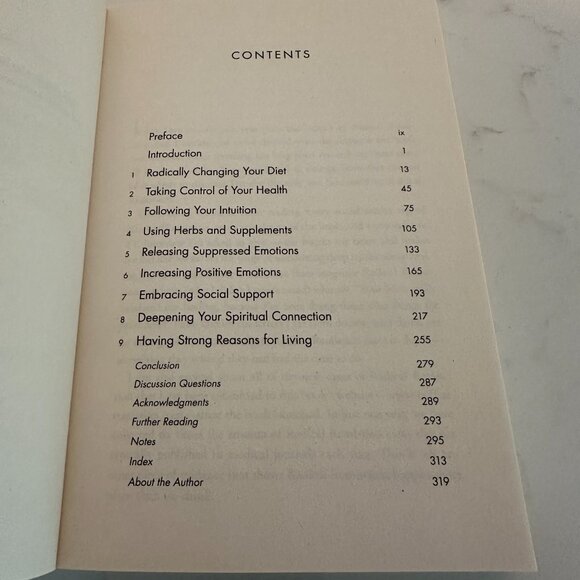 CONTENTS
Preface ix
Introduction 1
1 Radically Changing Your Diet 13
2 Taking Control of Your Health 45
3 Following Your Intuition 75
4 Using Herbs and Supplements 105
5 Releasing Suppressed Emotions 133
6 Increasing Positive Emotions 165
7 Embracing Social Support 193
8 Deepening Your Spiritual Connection 217
9 Having Strong Reasons for Living 255
Conclusion 279
Discussion Questions 287
Acknowledgments 289
Further Reading 293
Notes 295
Index 313
About the Author 319